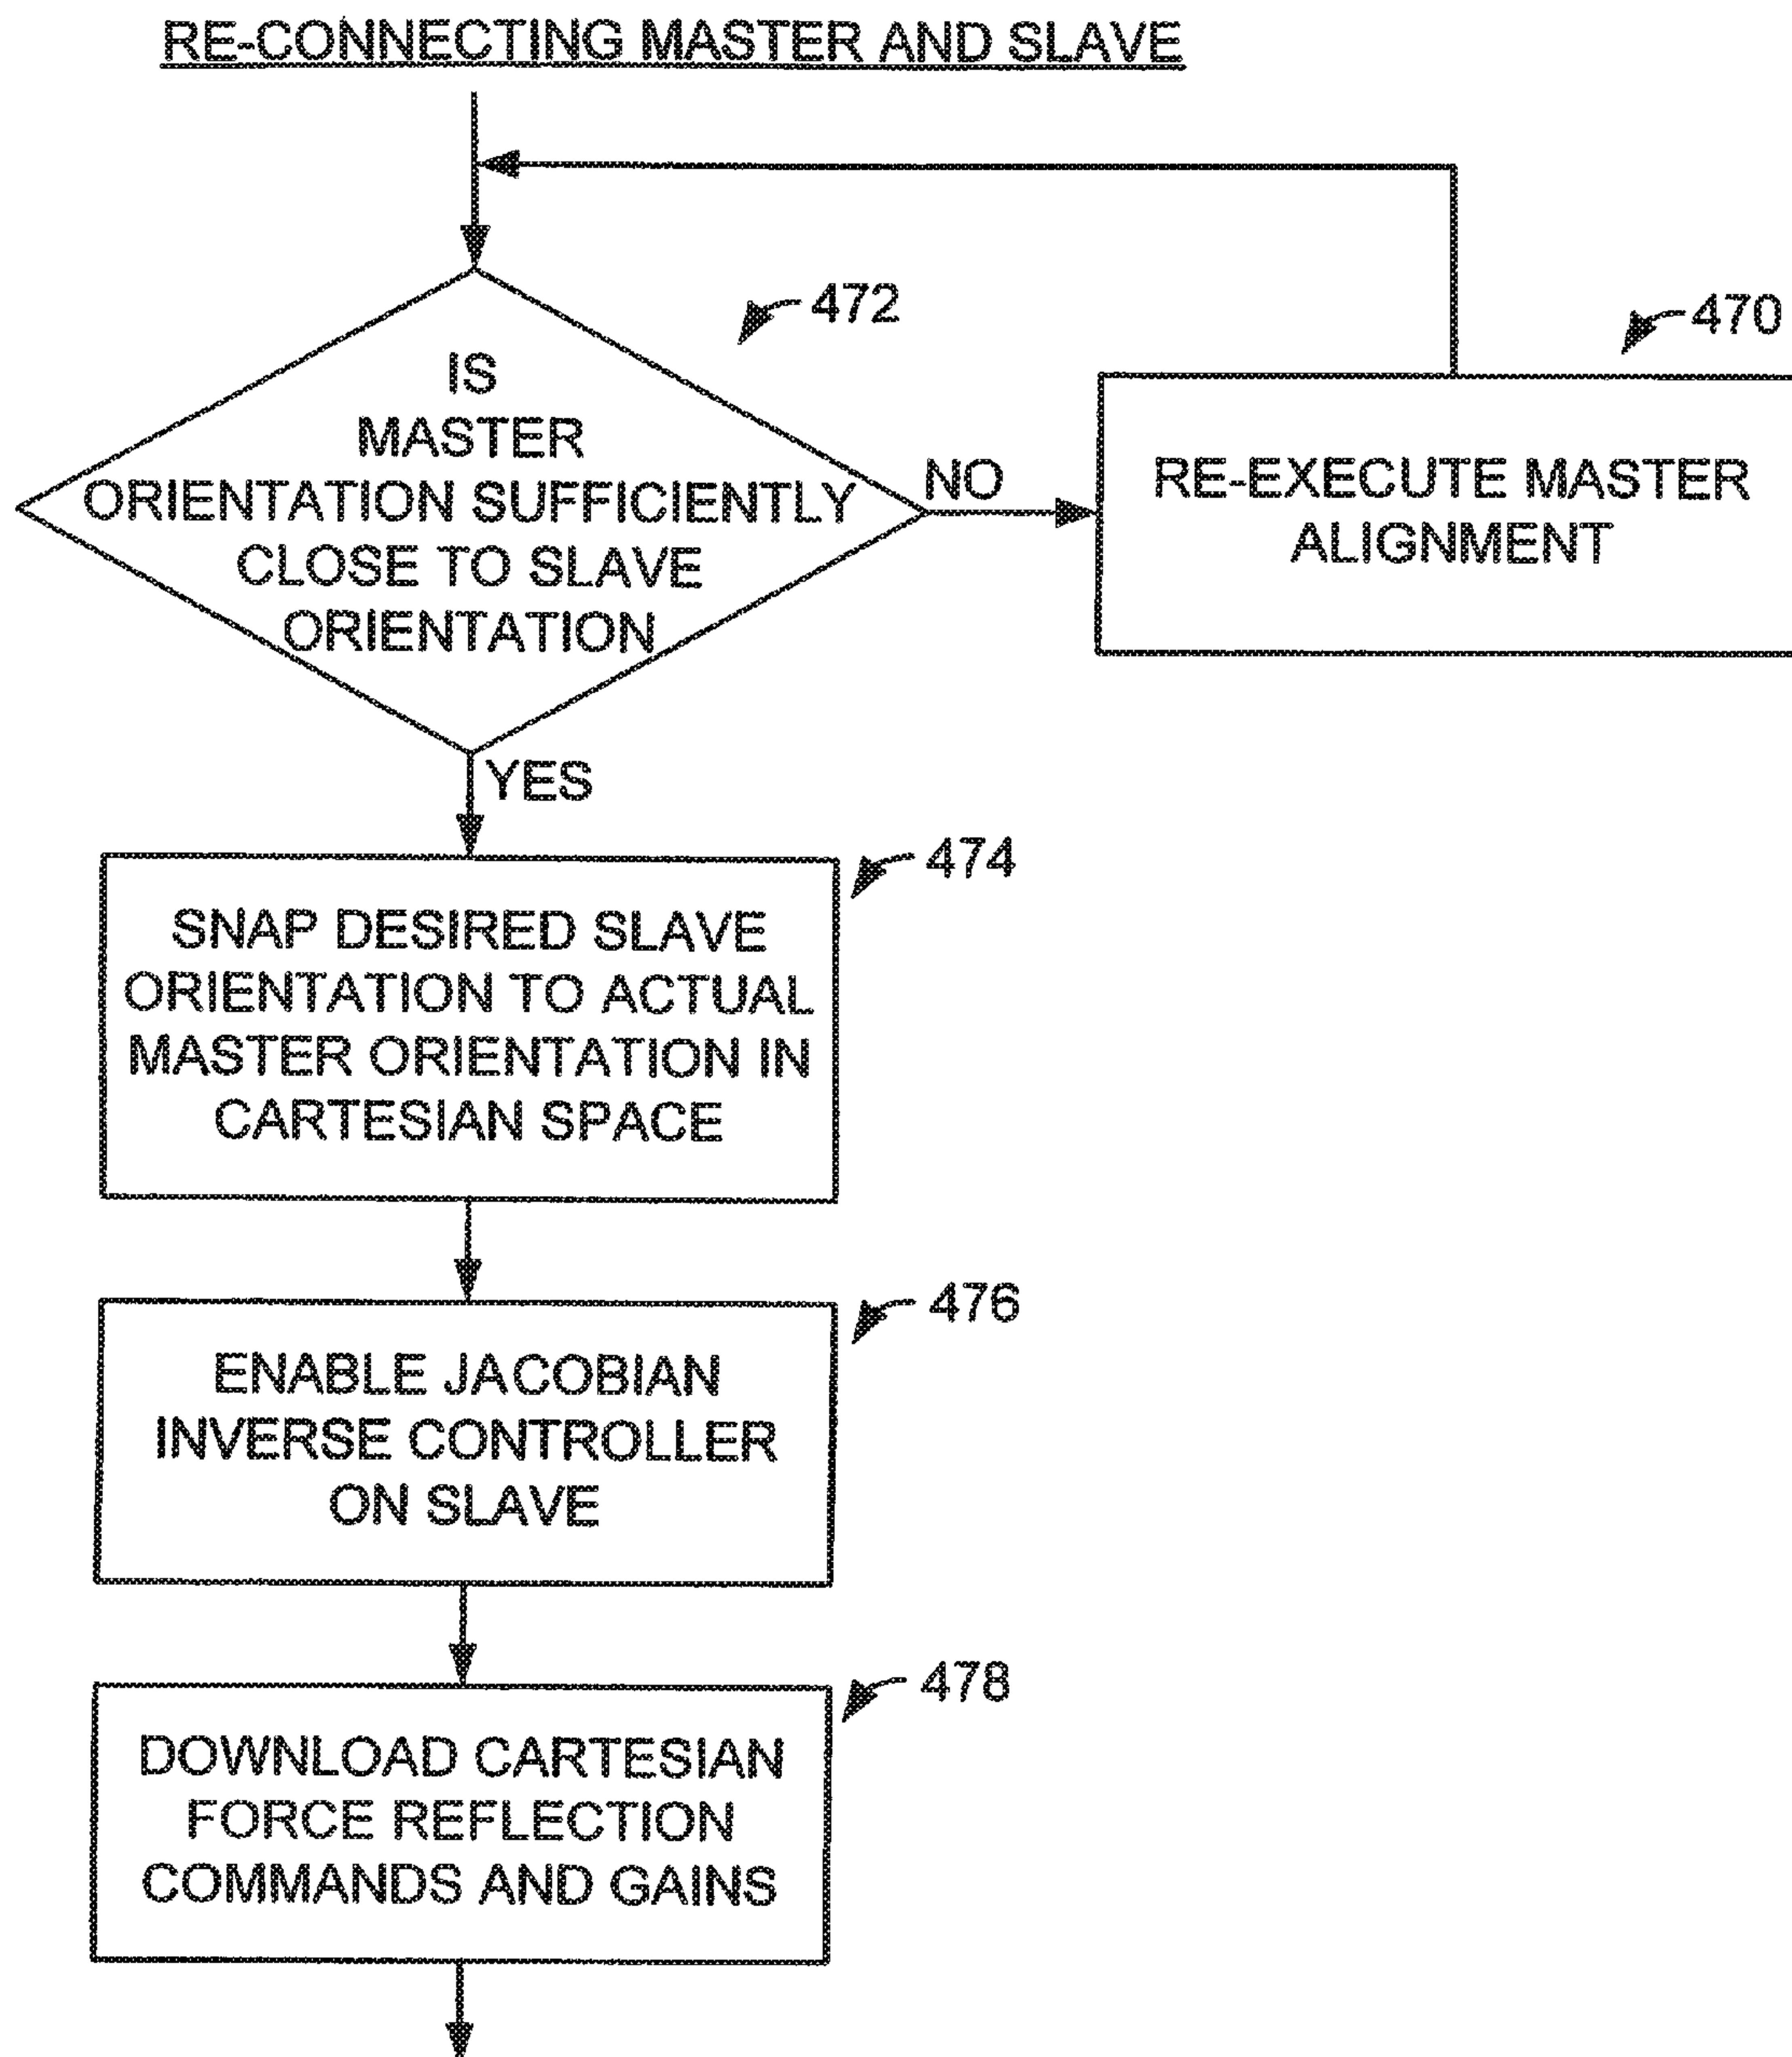 RE-CONNECTING MASTER AND SLAVE
472
IS
MASTER
ORIENTATION SUFFICIENTLY
CLOSE TO SLAVE
ORIENTATION
NO
470
RE-EXECUTE MASTER
ALIGNMENT
YES
474
SNAP DESIRED SLAVE
ORIENTATION TO ACTUAL
MASTER ORIENTATION IN
CARTESIAN SPACE
476
ENABLE JACOBIAN
INVERSE CONTROLLER
ON SLAVE
478
DOWNLOAD CARTESIAN
FORCE REFLECTION
COMMANDS AND GAINS